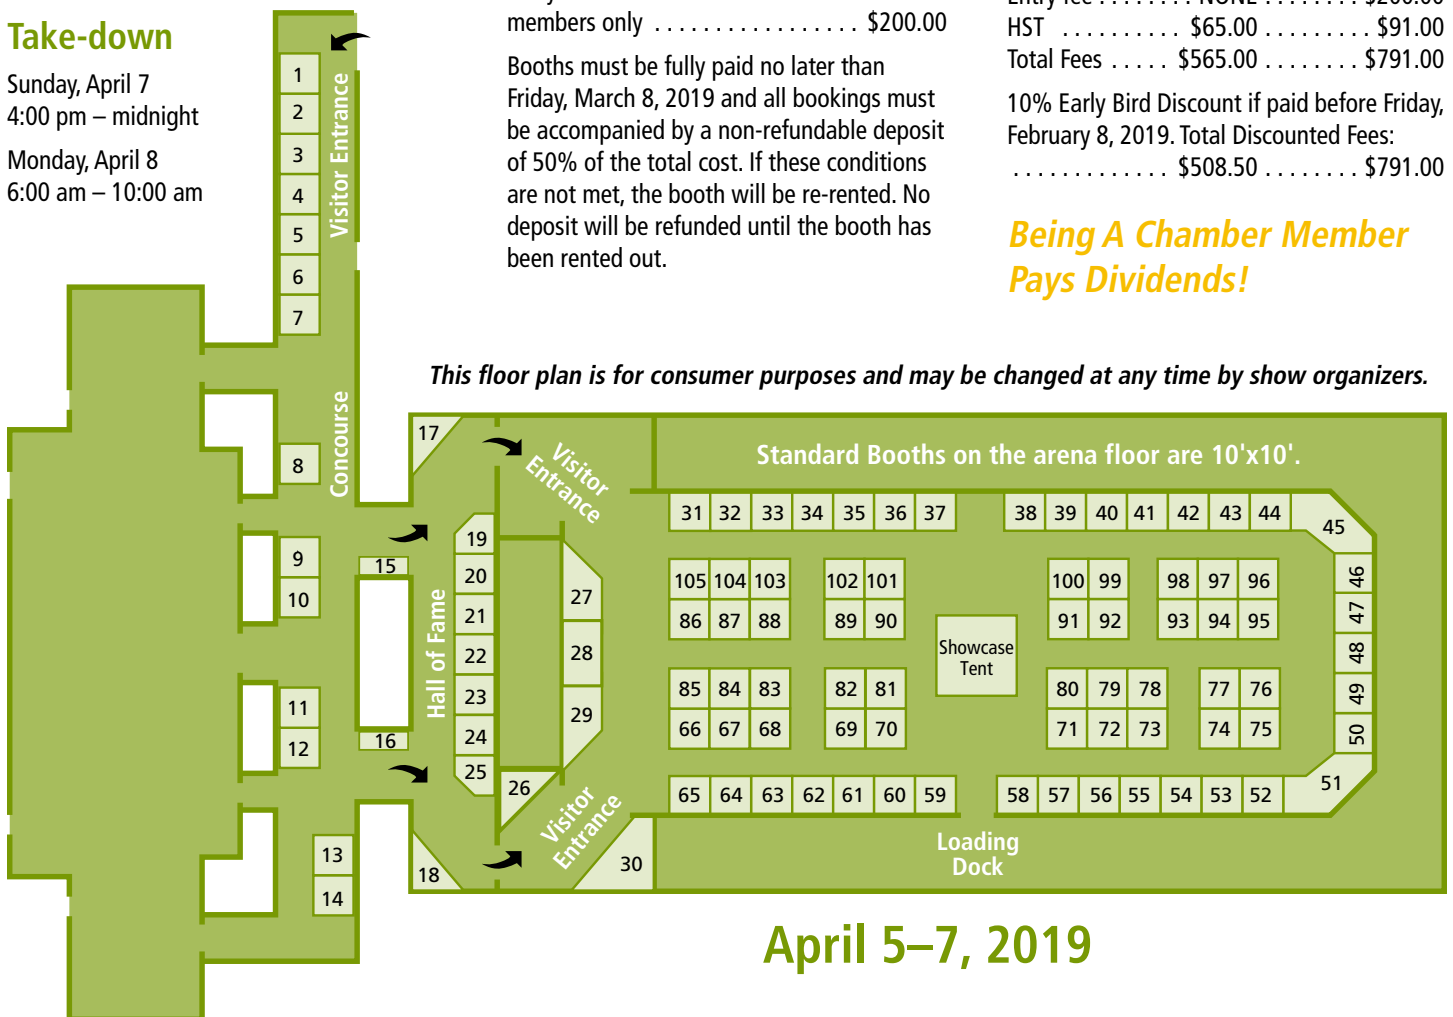 Take-down
Sunday, April 7
4:00 pm – midnight
Monday, April 8
6:00 am – 10:00 am
members only . . . . . . . . . . . . . . . . . $200.00
Booths must be fully paid no later than
Friday, March 8, 2019 and all bookings must
be accompanied by a non-refundable deposit
of 50% of the total cost. If these conditions
are not met, the booth will be re-rented. No
deposit will be refunded until the booth has
been rented out.
Entry fee . . . . . . . . NONE . . . . . . . . $200.00
HST . . . . . . . . . . $65.00 . . . . . . . . . $91.00
Total Fees . . . . . $565.00 . . . . . . . . $791.00
10% Early Bird Discount if paid before Friday,
February 8, 2019. Total Discounted Fees:
. . . . . . . . . . . . . $508.50 . . . . . . . . $791.00
Being A Chamber Member
Pays Dividends!
This floor plan is for consumer purposes and may be changed at any time by show organizers.
Visitor Entrance
1
2
3
4
5
6
7
Concourse
8
9
10
11
12
13
14
15
16
17
18
Hall of Fame
19
20
21
22
23
24
25
26
27
28
29
30
Visitor
Entrance
Visitor
Entrance
Standard Booths on the arena floor are 10'x10'.
31 32 33 34 35 36 37 38 39 40 41 42 43 44
45
46
47
48
49
50
51
105 104 103 102 101 100 99 98 97 96
86 87 88 89 90 91 92 93 94 95
Showcase
Tent
85 84 83 82 81 80 79 78 77 76
66 67 68 69 70 71 72 73 74 75
65 64 63 62 61 60 59 58 57 56 55 54 53 52
Loading
Dock
April 5–7, 2019